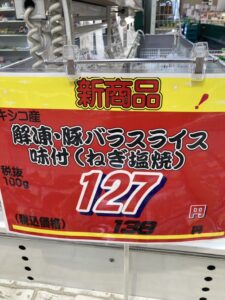 新商品
!
キシコ産
解凍・豚バラスライス
味付(ねぎ塩焼)
税抜
100g
127
円
(税込価格)
138
円